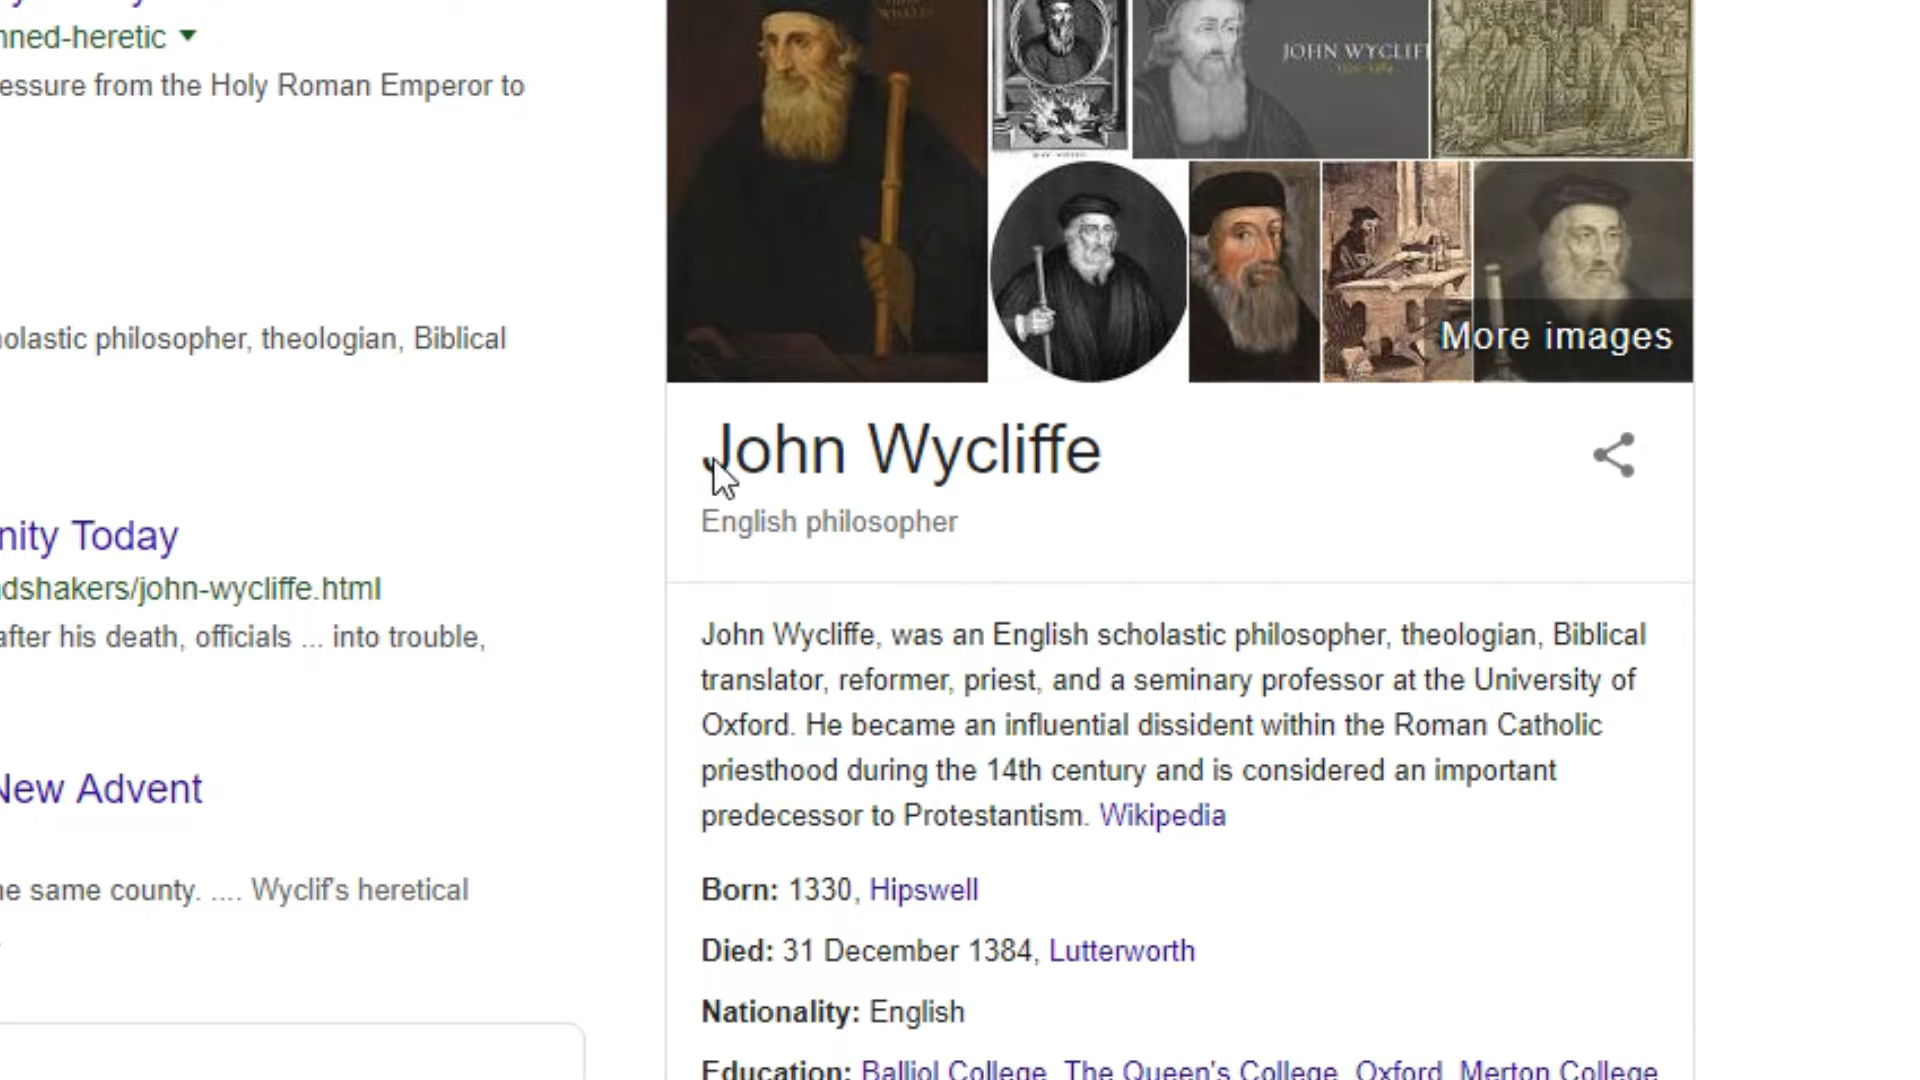 nned-heretic
essure from the Holy Roman Emperor to
JOHN WYCLIF
More images
olastic philosopher, theologian, Biblical
John Wycliffe
English philosopher
nity Today
dshakers/john-wycliffe.html
after his death, officials ... into trouble,
John Wycliffe, was an English scholastic philosopher, theologian, Biblical
translator, reformer, priest, and a seminary professor at the University of
Oxford. He became an influential dissident within the Roman Catholic
priesthood during the 14th century and is considered an important
predecessor to Protestantism. Wikipedia
New Advent
he same county. .... Wyclif's heretical
Born: 1330, Hipswell
Died: 31 December 1384, Lutterworth
Nationality: English
Education: Balliol College, The Queen's College, Oxford, Merton College